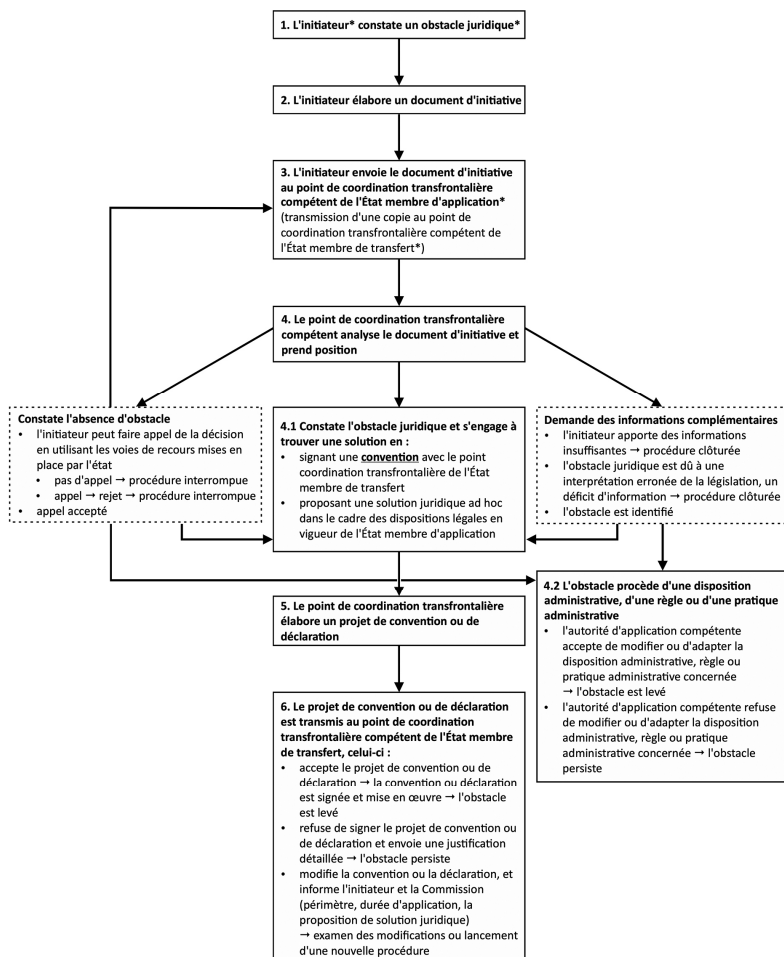 1. L'initiateur* constate un obstacle juridique*
2. L'initiateur élabore un document d'initiative
3. L'initiateur envoie le document d'initiative
au point de coordination transfrontalière
compétent de l'État membre d'application*
(transmission d'une copie au point de
coordination transfrontalière compétent de
l'État membre de transfert*)
4. Le point de coordination transfrontalière
compétent analyse le document d'initiative et
prend position
Constate l'absence d'obstacle
• l'initiateur peut faire appel de la décision
en utilisant les voies de recours mises en
place par l'état
• pas d'appel → procédure interrompue
• appel → rejet → procédure interrompue
• appel accepté
4.1 Constate l'obstacle juridique et s'engage à
trouver une solution en :
• signant une convention avec le point
coordination transfrontalière de l'État
membre de transfert
• proposant une solution juridique ad hoc
dans le cadre des dispositions légales en
vigueur de l'État membre d'application
Demande des informations complémentaires
• l'initiateur apporte des informations
insuffisantes → procédure clôturée
• l'obstacle juridique est dû à une
interprétation erronée de la législation, un
déficit d'information → procédure clôturée
• l'obstacle est identifié
4.2 L'obstacle procède d'une disposition
administrative, d'une règle ou d'une pratique
administrative
• l'autorité d'application compétente
accepte de modifier ou d'adapter la
disposition administrative, règle ou
pratique administrative concernée
→ l'obstacle est levé
• l'autorité d'application compétente refuse
de modifier ou d'adapter la disposition
administrative, règle ou pratique
administrative concernée → l'obstacle
persiste
5. Le point de coordination transfrontalière
élabore un projet de convention ou de
déclaration
6. Le projet de convention ou de déclaration
est transmis au point de coordination
transfrontalière compétent de l'État membre
de transfert, celui-ci :
• accepte le projet de convention ou de
déclaration → la convention ou déclaration
est signée et mise en œuvre → l'obstacle
est levé
• refuse de signer le projet de convention ou
de déclaration et envoie une justification
détaillée → l'obstacle persiste
• modifie la convention ou la déclaration, et
informe l'initiateur et la Commission
(périmètre, durée d'application, la
proposition de solution juridique)
→ examen des modifications ou lancement
d'une nouvelle procédure